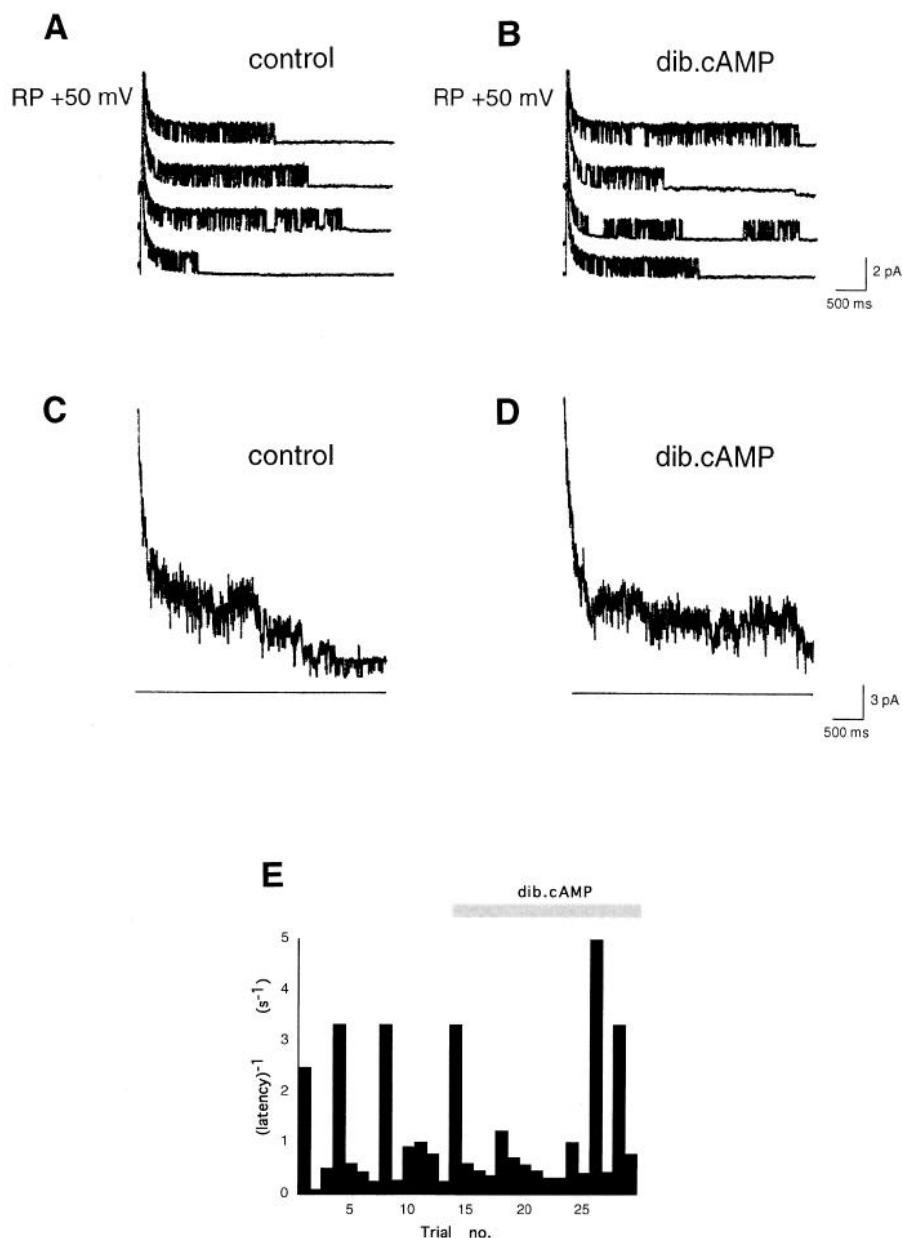 A
control
RP +50 mV
B
dib.cAMP
RP +50 mV
2 pA
500 ms
C
control
D
dib.cAMP
3 pA
500 ms
E
dib.cAMP
(latency)⁻¹ (s⁻¹)
5
4
3
2
1
0
5 10 15 20 25
Trial no.